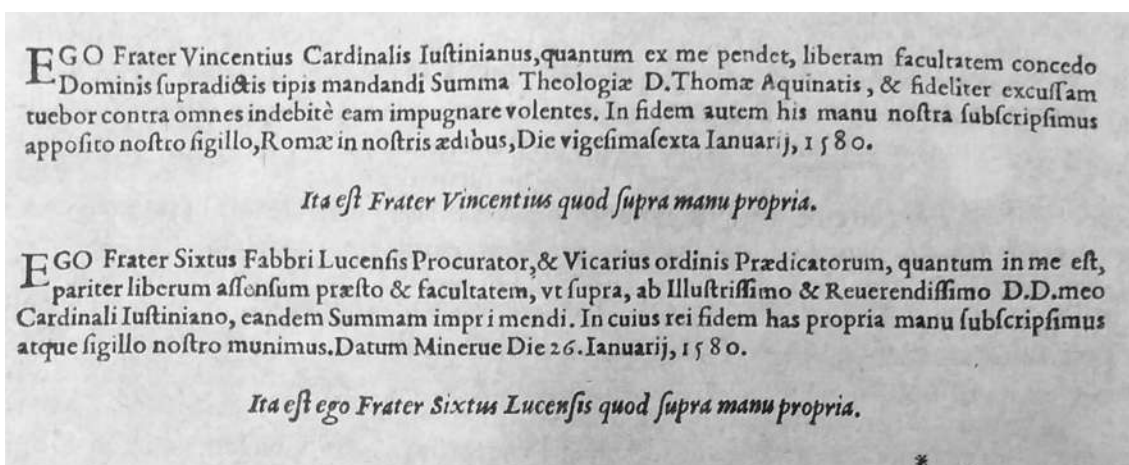 EGO Frater Vincentius Cardinalis Iuſtinianus,quantum ex me pendet, liberam facultatem concedo
Dominis ſupradictis tipis mandandi Summa Theologiæ D.Thomæ Aquinatis, & fideliter excuſſam
tuebor contra omnes indebitè eam impugnare volentes. In fidem autem his manu noſtra ſubſcripſimus
appoſito noſtro ſigillo,Romæ in noſtris ædibus,Die vigeſimaſexta Ianuarij, 1580.
Ita eſt Frater Vincentius quod ſupra manu propria.
EGO Frater Sixtus Fabbri Lucenſis Procurator,& Vicarius ordinis Prædicatorum, quantum in me eſt,
pariter liberum aſſenſum præſto & facultatem, vt ſupra, ab Illuſtriſſimo & Reuerendiſſimo D.D.meo
Cardinali Iuſtiniano, eandem Summam imprimendi. In cuius rei fidem has propria manu ſubſcripſimus
atque ſigillo noſtro munimus.Datum Minerue Die 26.Ianuarij, 1580.
Ita eſt ego Frater Sixtus Lucenſis quod ſupra manu propria.
*